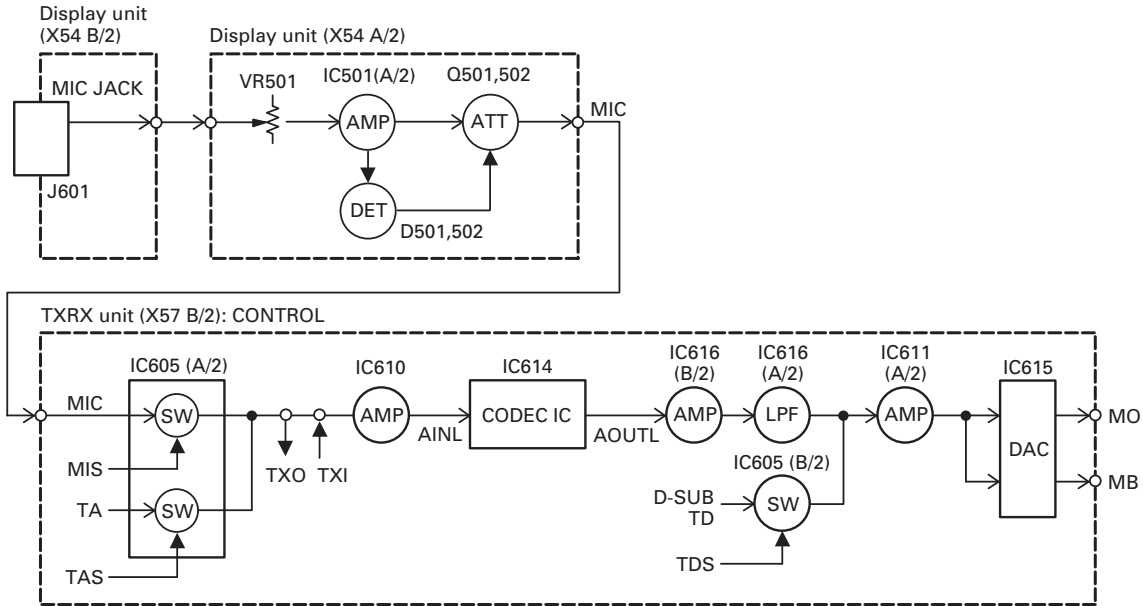 Display unit
(X54 B/2)
MIC JACK
J601
Display unit (X54 A/2)
VR501
IC501(A/2)
Q501,502
AMP
ATT
MIC
DET
D501,502
TXRX unit (X57 B/2): CONTROL
IC605 (A/2)
IC610
IC614
IC616
(B/2)
IC616
(A/2)
IC611
(A/2)
IC615
MIC
SW
AMP
AINL
CODEC IC
AOUTL
AMP
LPF
AMP
DAC
MO
MIS
TXO
TXI
IC605 (B/2)
MB
TA
SW
D-SUB
TD
SW
TAS
TDS